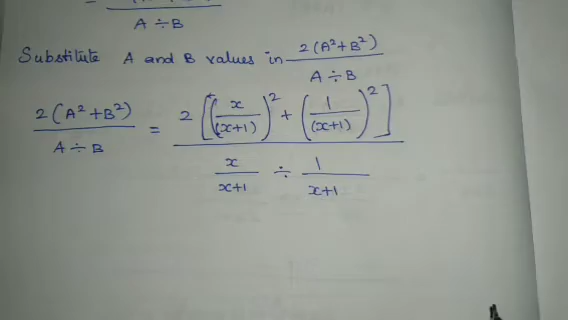 A ÷ B
Substitute A and B values in 2(A²+B²) / A ÷ B
2(A²+B²) / A ÷ B = 2[(x/(x+1))² + (1/(x+1))²] / x/x+1 ÷ 1/x+1